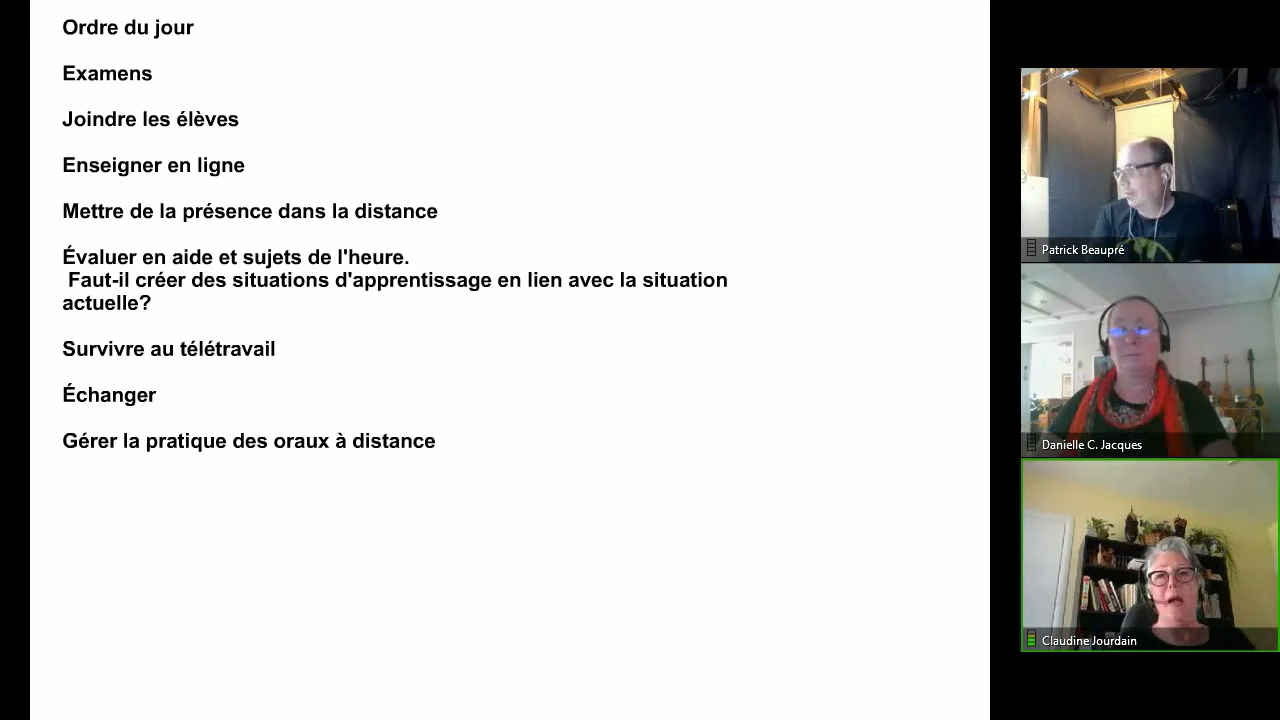 Ordre du jour
Examens
Joindre les élèves
Enseigner en ligne
Mettre de la présence dans la distance
Évaluer en aide et sujets de l'heure.
Faut-il créer des situations d'apprentissage en lien avec la situation
actuelle?
Survivre au télétravail
Échanger
Gérer la pratique des oraux à distance
Patrick Beaupré
Danielle C. Jacques
Claudine Jourdain